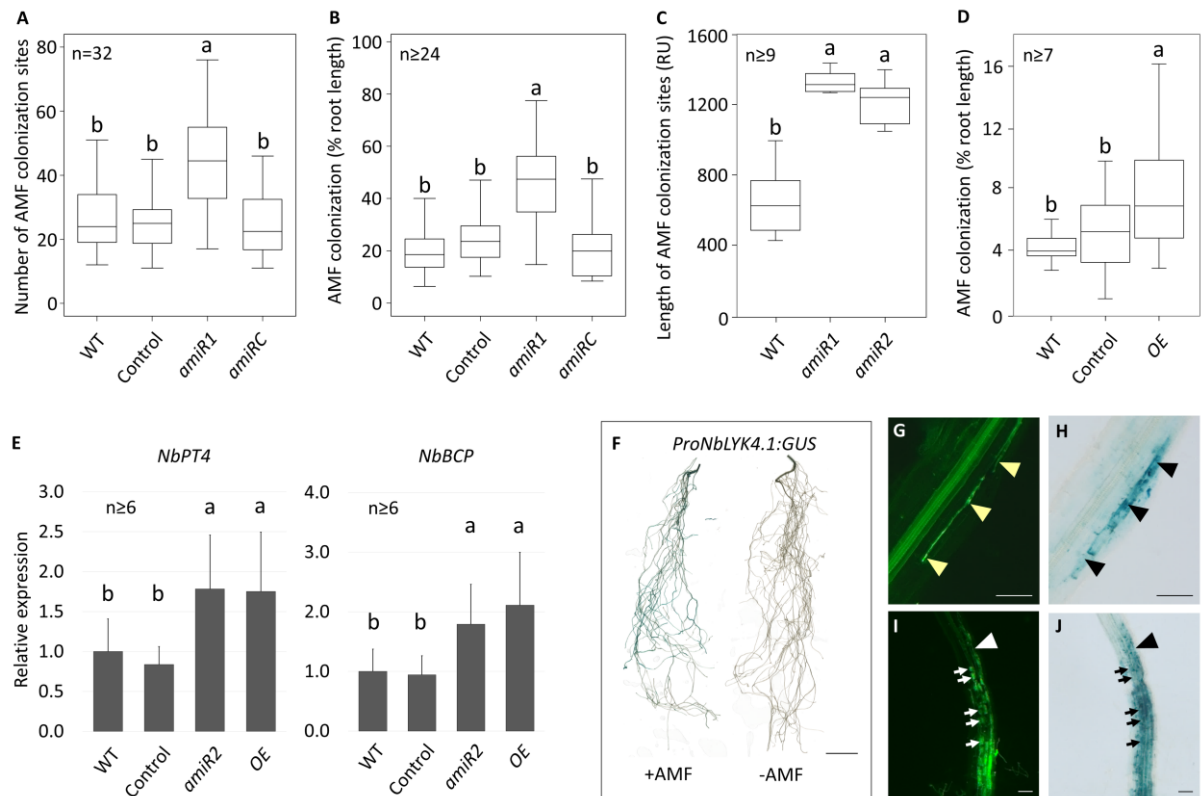 A
Number of AMF colonization sites
80
60
40
20
0
n=32
b
b
a
b
WT
Control
amiR1
amiRC
B
AMF colonization (% root length)
100
80
60
40
20
0
n≥24
b
b
a
b
WT
Control
amiR1
amiRC
C
Length of AMF colonization sites (RU)
1600
1200
800
400
0
n≥9
b
a
a
WT
amiR1
amiR2
D
AMF colonization (% root length)
16
12
8
4
0
n≥7
b
b
a
WT
Control
OE
E
NbPT4
Relative expression
3.0
2.5
2.0
1.5
1.0
0.5
0.0
n≥6
b
b
a
a
WT
Control
amiR2
OE
NbBCP
4.0
3.0
2.0
1.0
0.0
n≥6
b
b
a
a
WT
Control
amiR2
OE
F
ProNbLYK4.1:GUS
+AMF
-AMF
G
H
I
J